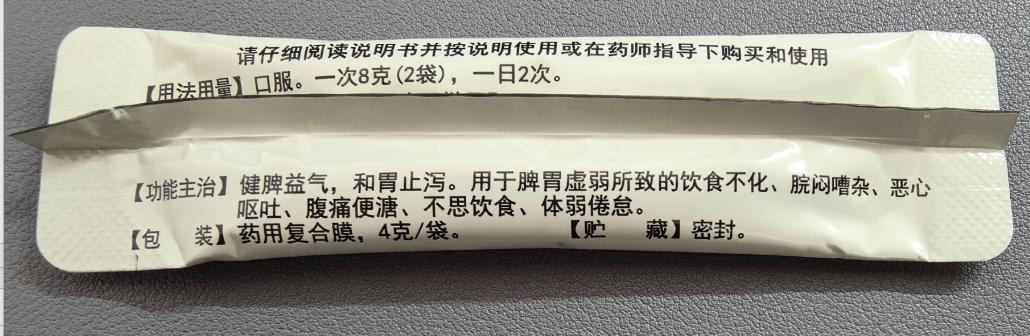 请仔细阅读说明书并按说明使用或在药师指导下购买和使用
【用法用量】口服。一次8克(2袋)，一日2次。
【功能主治】健脾益气，和胃止泻。用于脾胃虚弱所致的饮食不化、脘闷嘈杂、恶心
呕吐、腹痛便溏、不思饮食、体弱倦怠。
【包　　装】药用复合膜，4克/袋。　　【贮　　藏】密封。